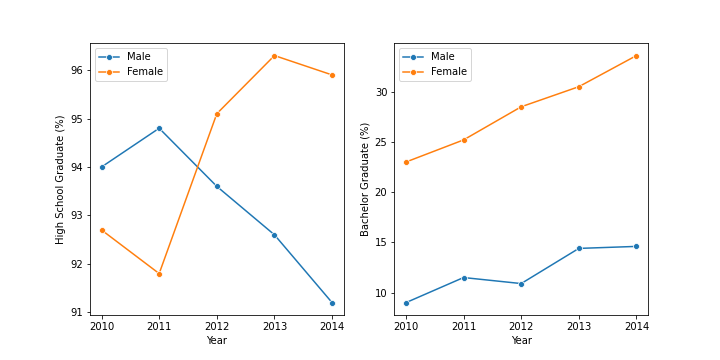 Male
Female
High School Graduate (%)
96
95
94
93
92
91
2010 2011 2012 2013 2014
Year
Male
Female
Bachelor Graduate (%)
30
25
20
15
10
2010 2011 2012 2013 2014
Year